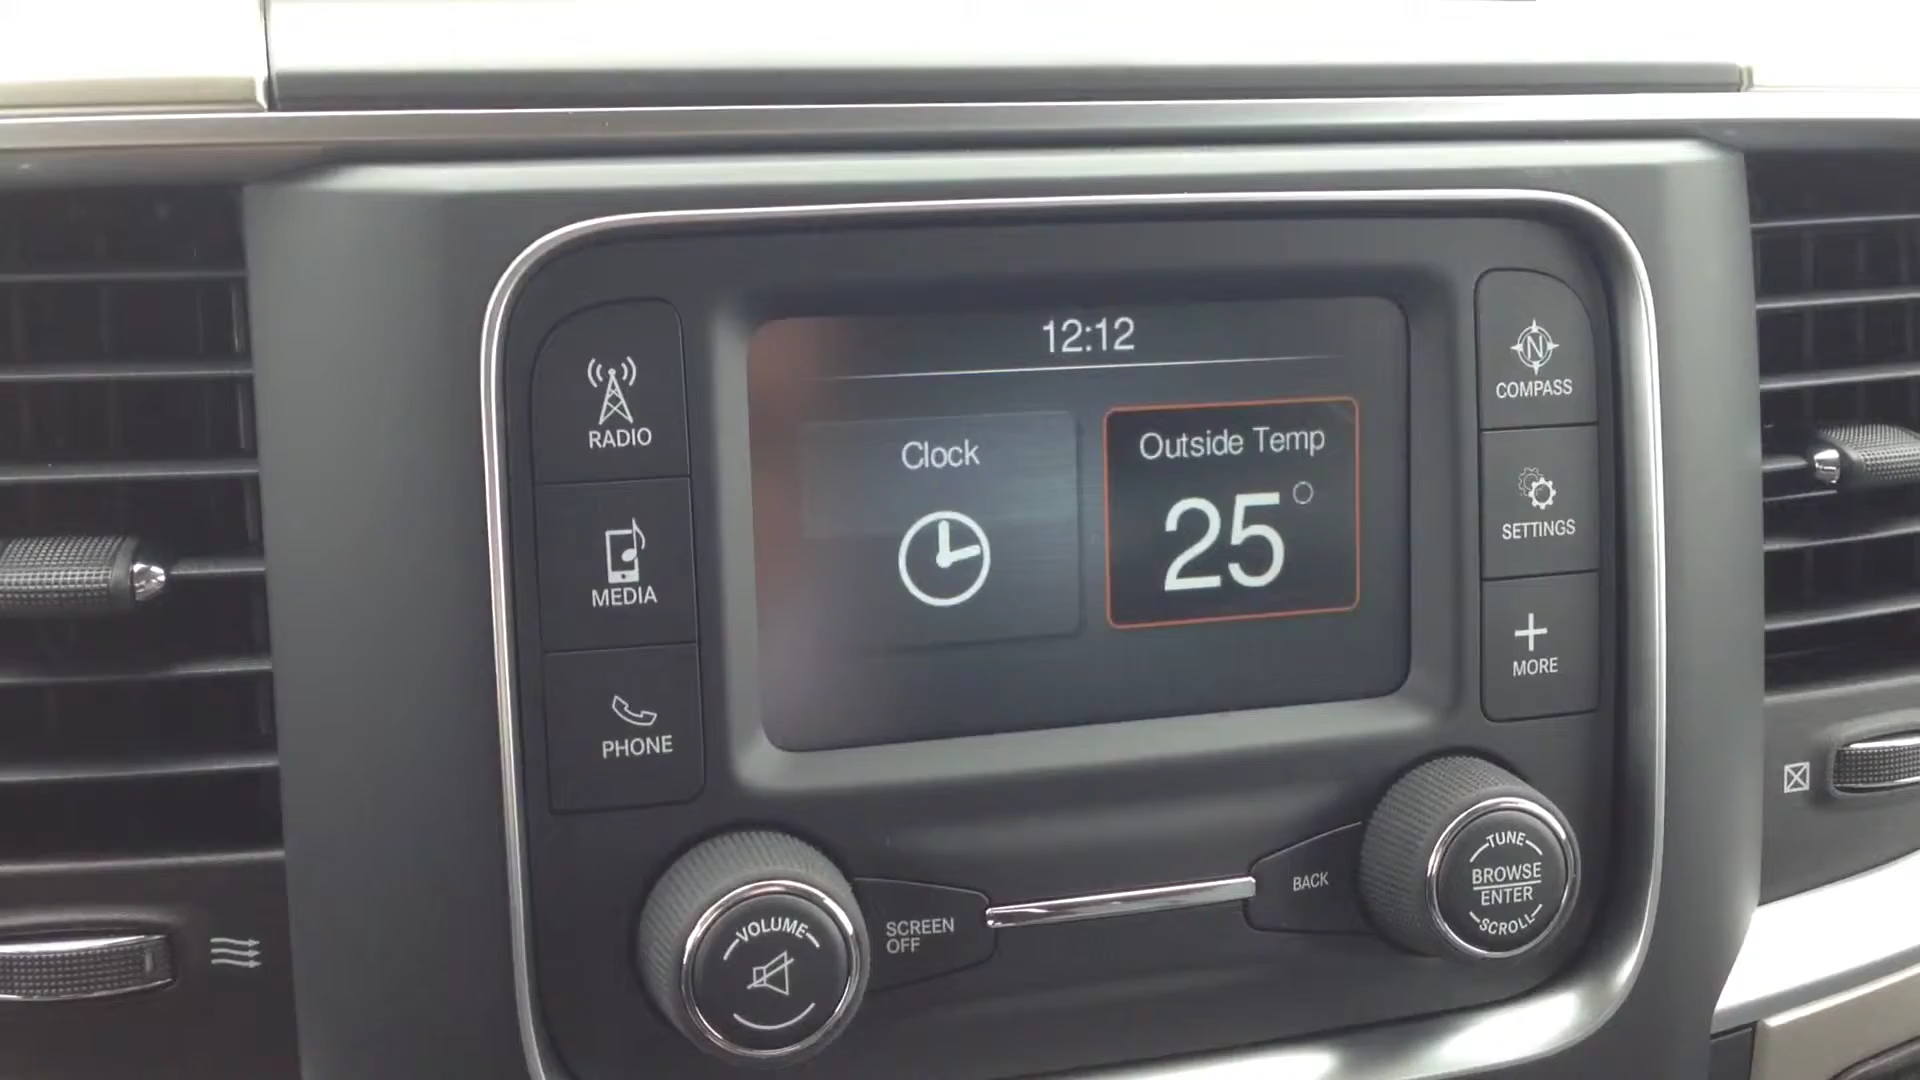 12:12
Clock
Outside Temp
25°
RADIO
MEDIA
PHONE
N
COMPASS
SETTINGS
MORE
VOLUME
SCREEN
OFF
BACK
TUNE
BROWSE
ENTER
SCROLL